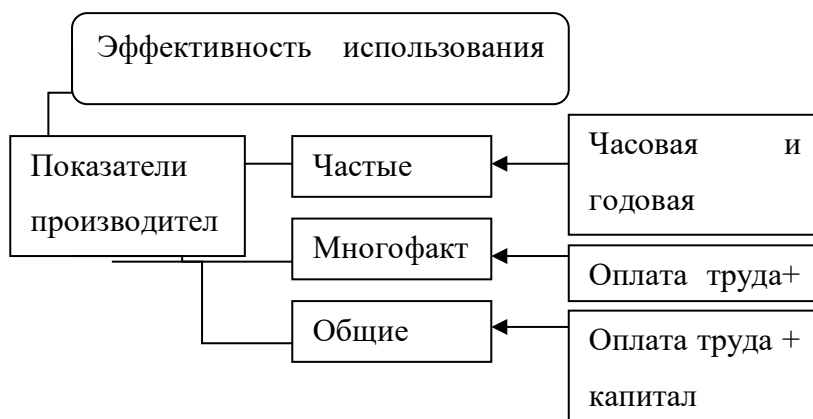 Эффективность использования
Показатели
производител
Частые
Многофакт
Общие
Часовая и
годовая
Оплата труда+
Оплата труда +
капитал